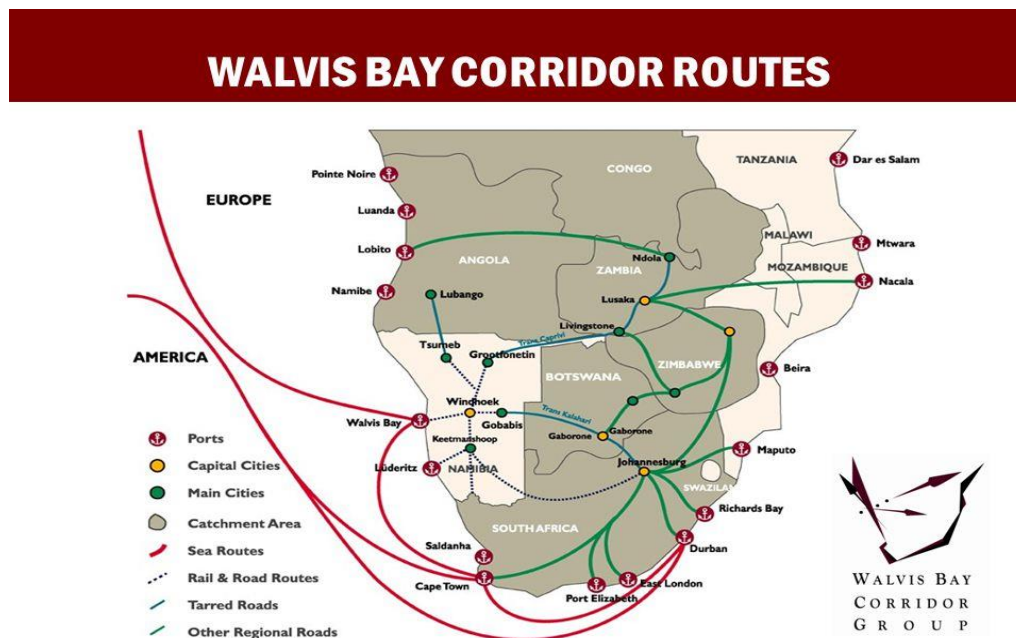 WALVIS BAY CORRIDOR ROUTES
EUROPE
AMERICA
Pointe Noire
Luanda
Lobito
Namibe
CONGO
TANZANIA
Dar es Salam
MALAWI
Mtwara
MOZAMBIQUE
Nacala
ANGOLA
ZAMBIA
Ndola
Lusaka
Lubango
Livingstone
Trans Caprivi
Tsumeb
Grootfonetin
ZIMBABWE
Beira
BOTSWANA
Windhoek
Walvis Bay
Gobabis
Trans Kalahari
Gaborone
Gaborone
Keetmanshoop
Lüderitz
NAMIBIA
Johannesburg
Maputo
SWAZILAN
Richards Bay
SOUTH AFRICA
Durban
Saldanha
Cape Town
East London
Port Elizabeth
Ports
Capital Cities
Main Cities
Catchment Area
Sea Routes
Rail & Road Routes
Tarred Roads
Other Regional Roads
WALVIS BAY
CORRIDOR
GROUP